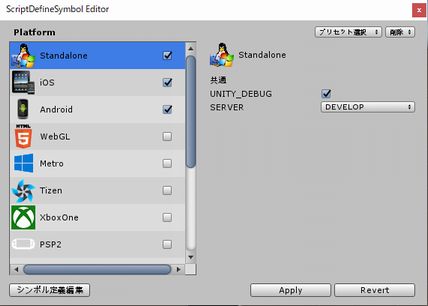 ScriptDefineSymbol Editor
x
Platform
プリセット選択
削除
Standalone
iOS
Android
HTML
WebGL
Metro
Tizen
XboxOne
PSP2
Standalone
共通
UNITY_DEBUG
SERVER
DEVELOP
シンボル定義編集
Apply
Revert